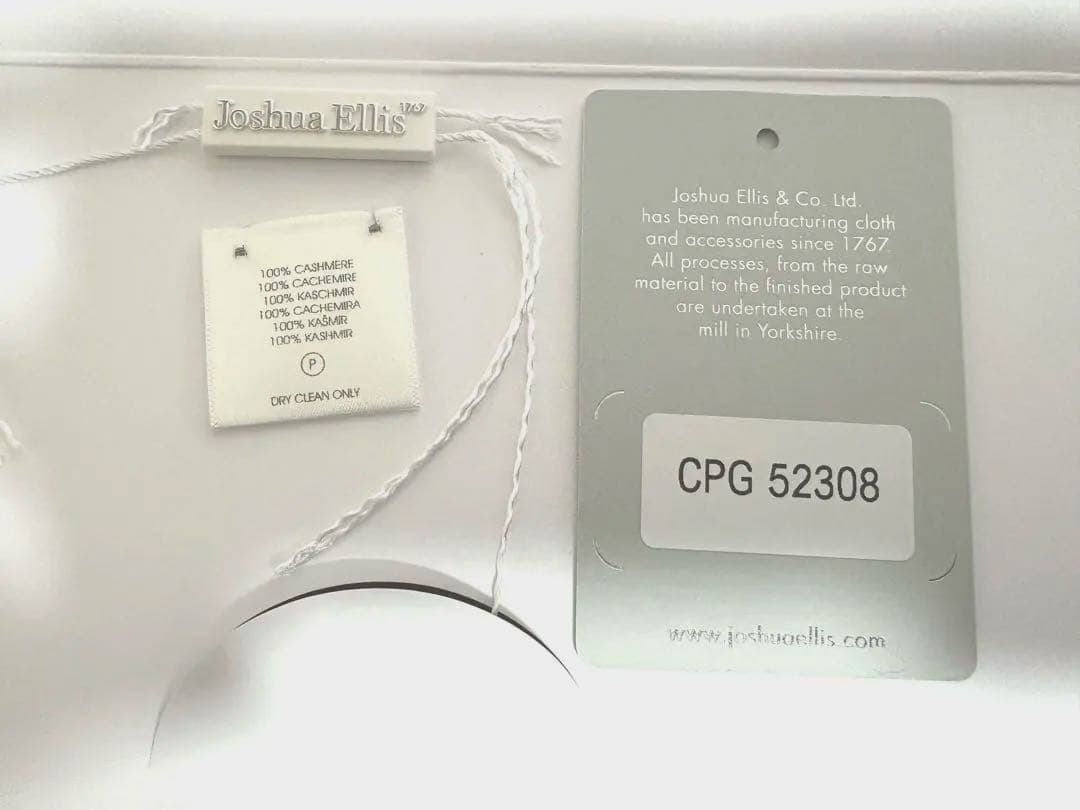 Joshua Ellis 1767
100% CASHMERE
100% CACHEMIRE
100% KASCHMIR
100% CACHEMIRA
100% KAŠMIR
100% KASHMIR
P
DRY CLEAN ONLY
Joshua Ellis & Co. Ltd.
has been manufacturing cloth
and accessories since 1767.
All processes, from the raw
material to the finished product
are undertaken at the
mill in Yorkshire.
CPG 52308
www.joshuaellis.com